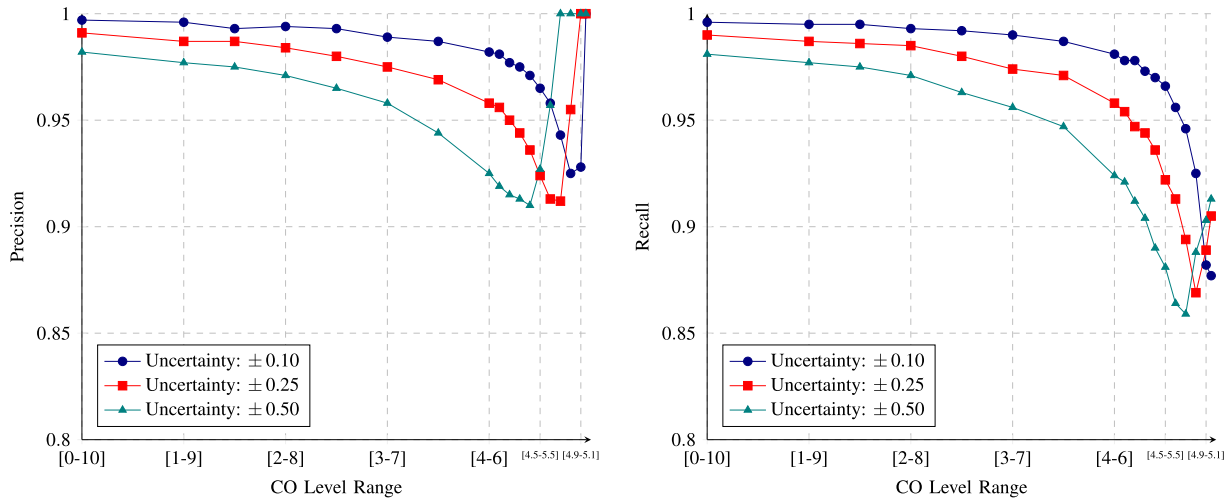 1
0.95
0.9
0.85
0.8
Precision
[0-10] [1-9] [2-8] [3-7] [4-6] [4.5-5.5] [4.9-5.1]
CO Level Range
Uncertainty: ± 0.10
Uncertainty: ± 0.25
Uncertainty: ± 0.50
1
0.95
0.9
0.85
0.8
Recall
[0-10] [1-9] [2-8] [3-7] [4-6] [4.5-5.5] [4.9-5.1]
CO Level Range
Uncertainty: ± 0.10
Uncertainty: ± 0.25
Uncertainty: ± 0.50